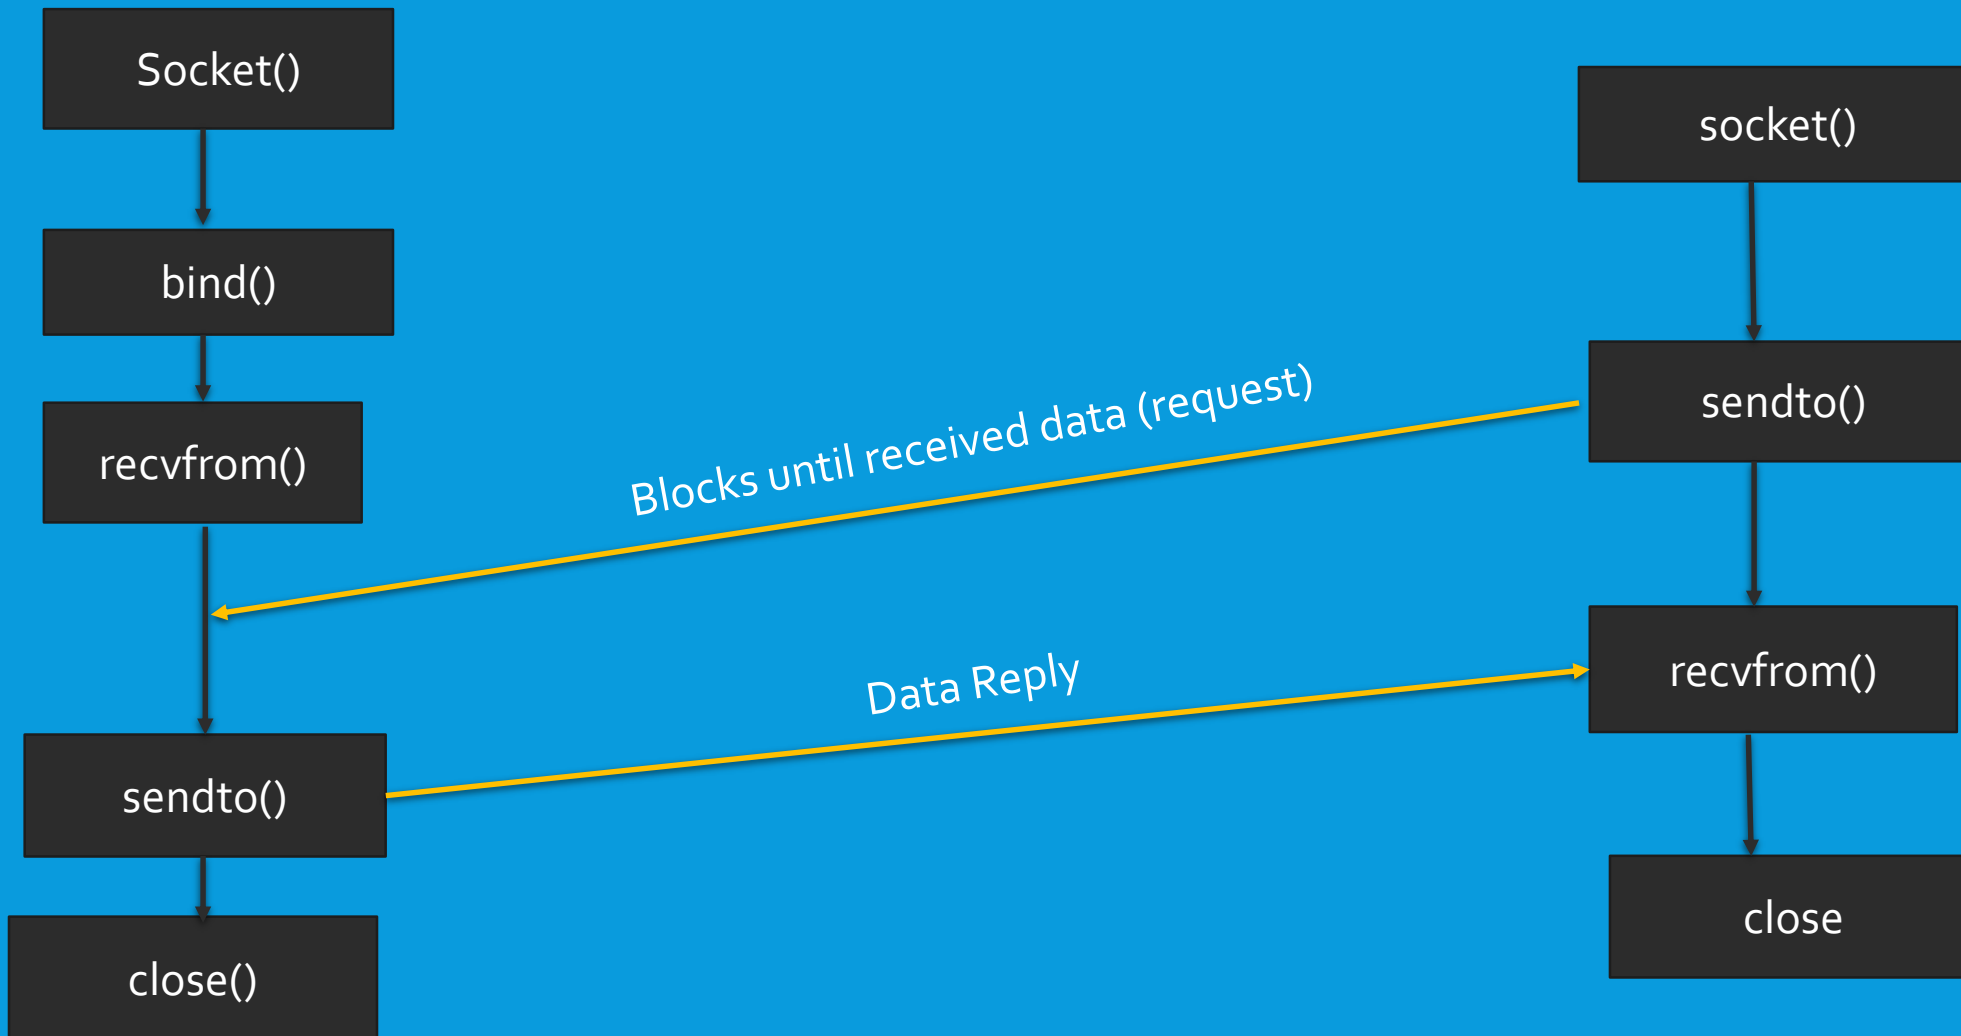 Socket()
socket()
bind()
Blocks until received data (request)
sendto()
recvfrom()
Data Reply
recvfrom()
sendto()
close
close()